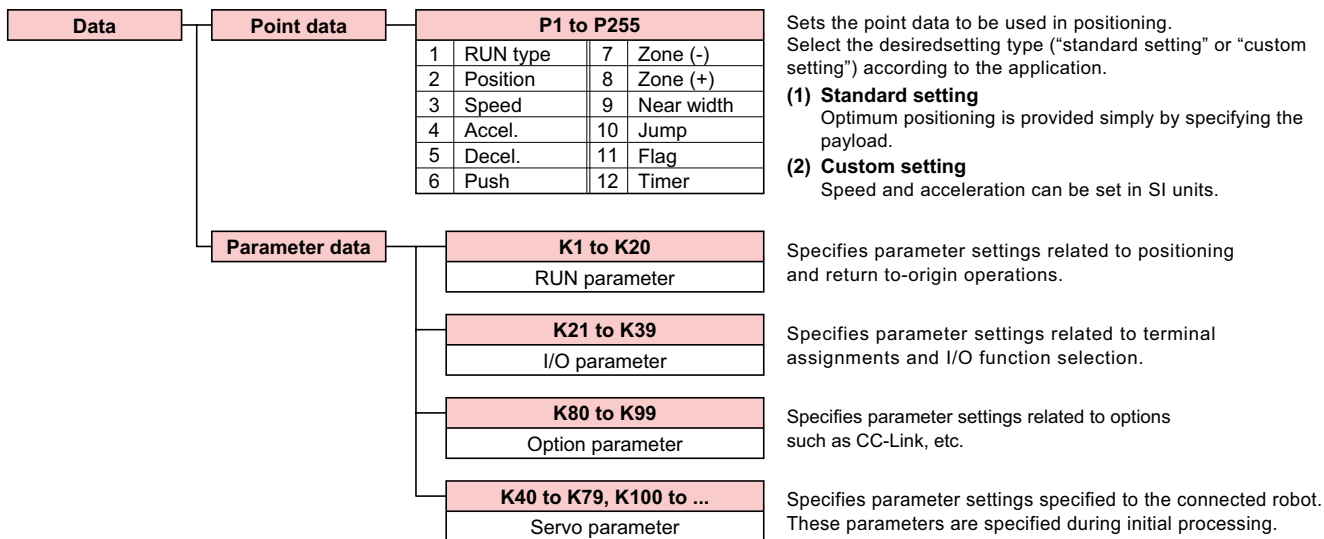 Data
Point data
P1 to P255
1 RUN type 7 Zone (-)
2 Position 8 Zone (+)
3 Speed 9 Near width
4 Accel. 10 Jump
5 Decel. 11 Flag
6 Push 12 Timer
Sets the point data to be used in positioning.
Select the desiredsetting type (“standard setting” or “custom
setting”) according to the application.
(1) Standard setting
Optimum positioning is provided simply by specifying the
payload.
(2) Custom setting
Speed and acceleration can be set in SI units.
Parameter data
K1 to K20
RUN parameter
Specifies parameter settings related to positioning
and return to-origin operations.
K21 to K39
I/O parameter
Specifies parameter settings related to terminal
assignments and I/O function selection.
K80 to K99
Option parameter
Specifies parameter settings related to options
such as CC-Link, etc.
K40 to K79, K100 to ...
Servo parameter
Specifies parameter settings specified to the connected robot.
These parameters are specified during initial processing.